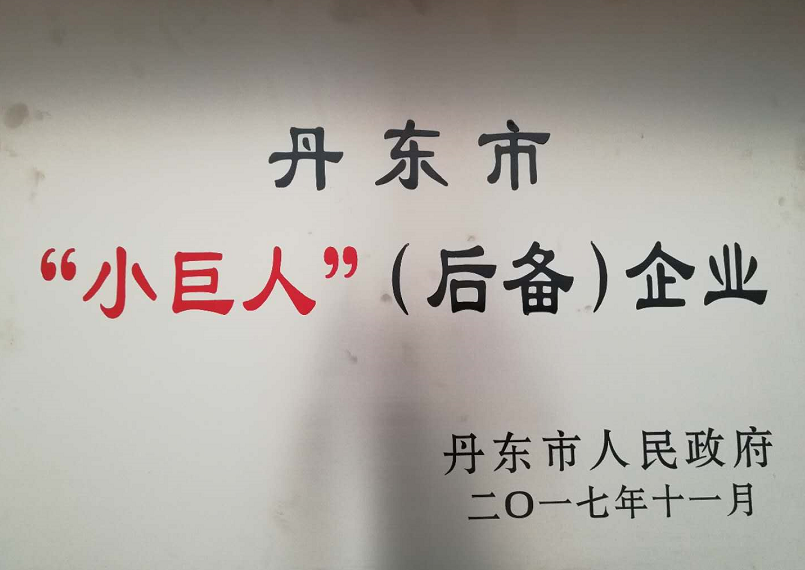 丹东市
“小巨人”（后备）企业
丹东市人民政府
二〇一七年十一月